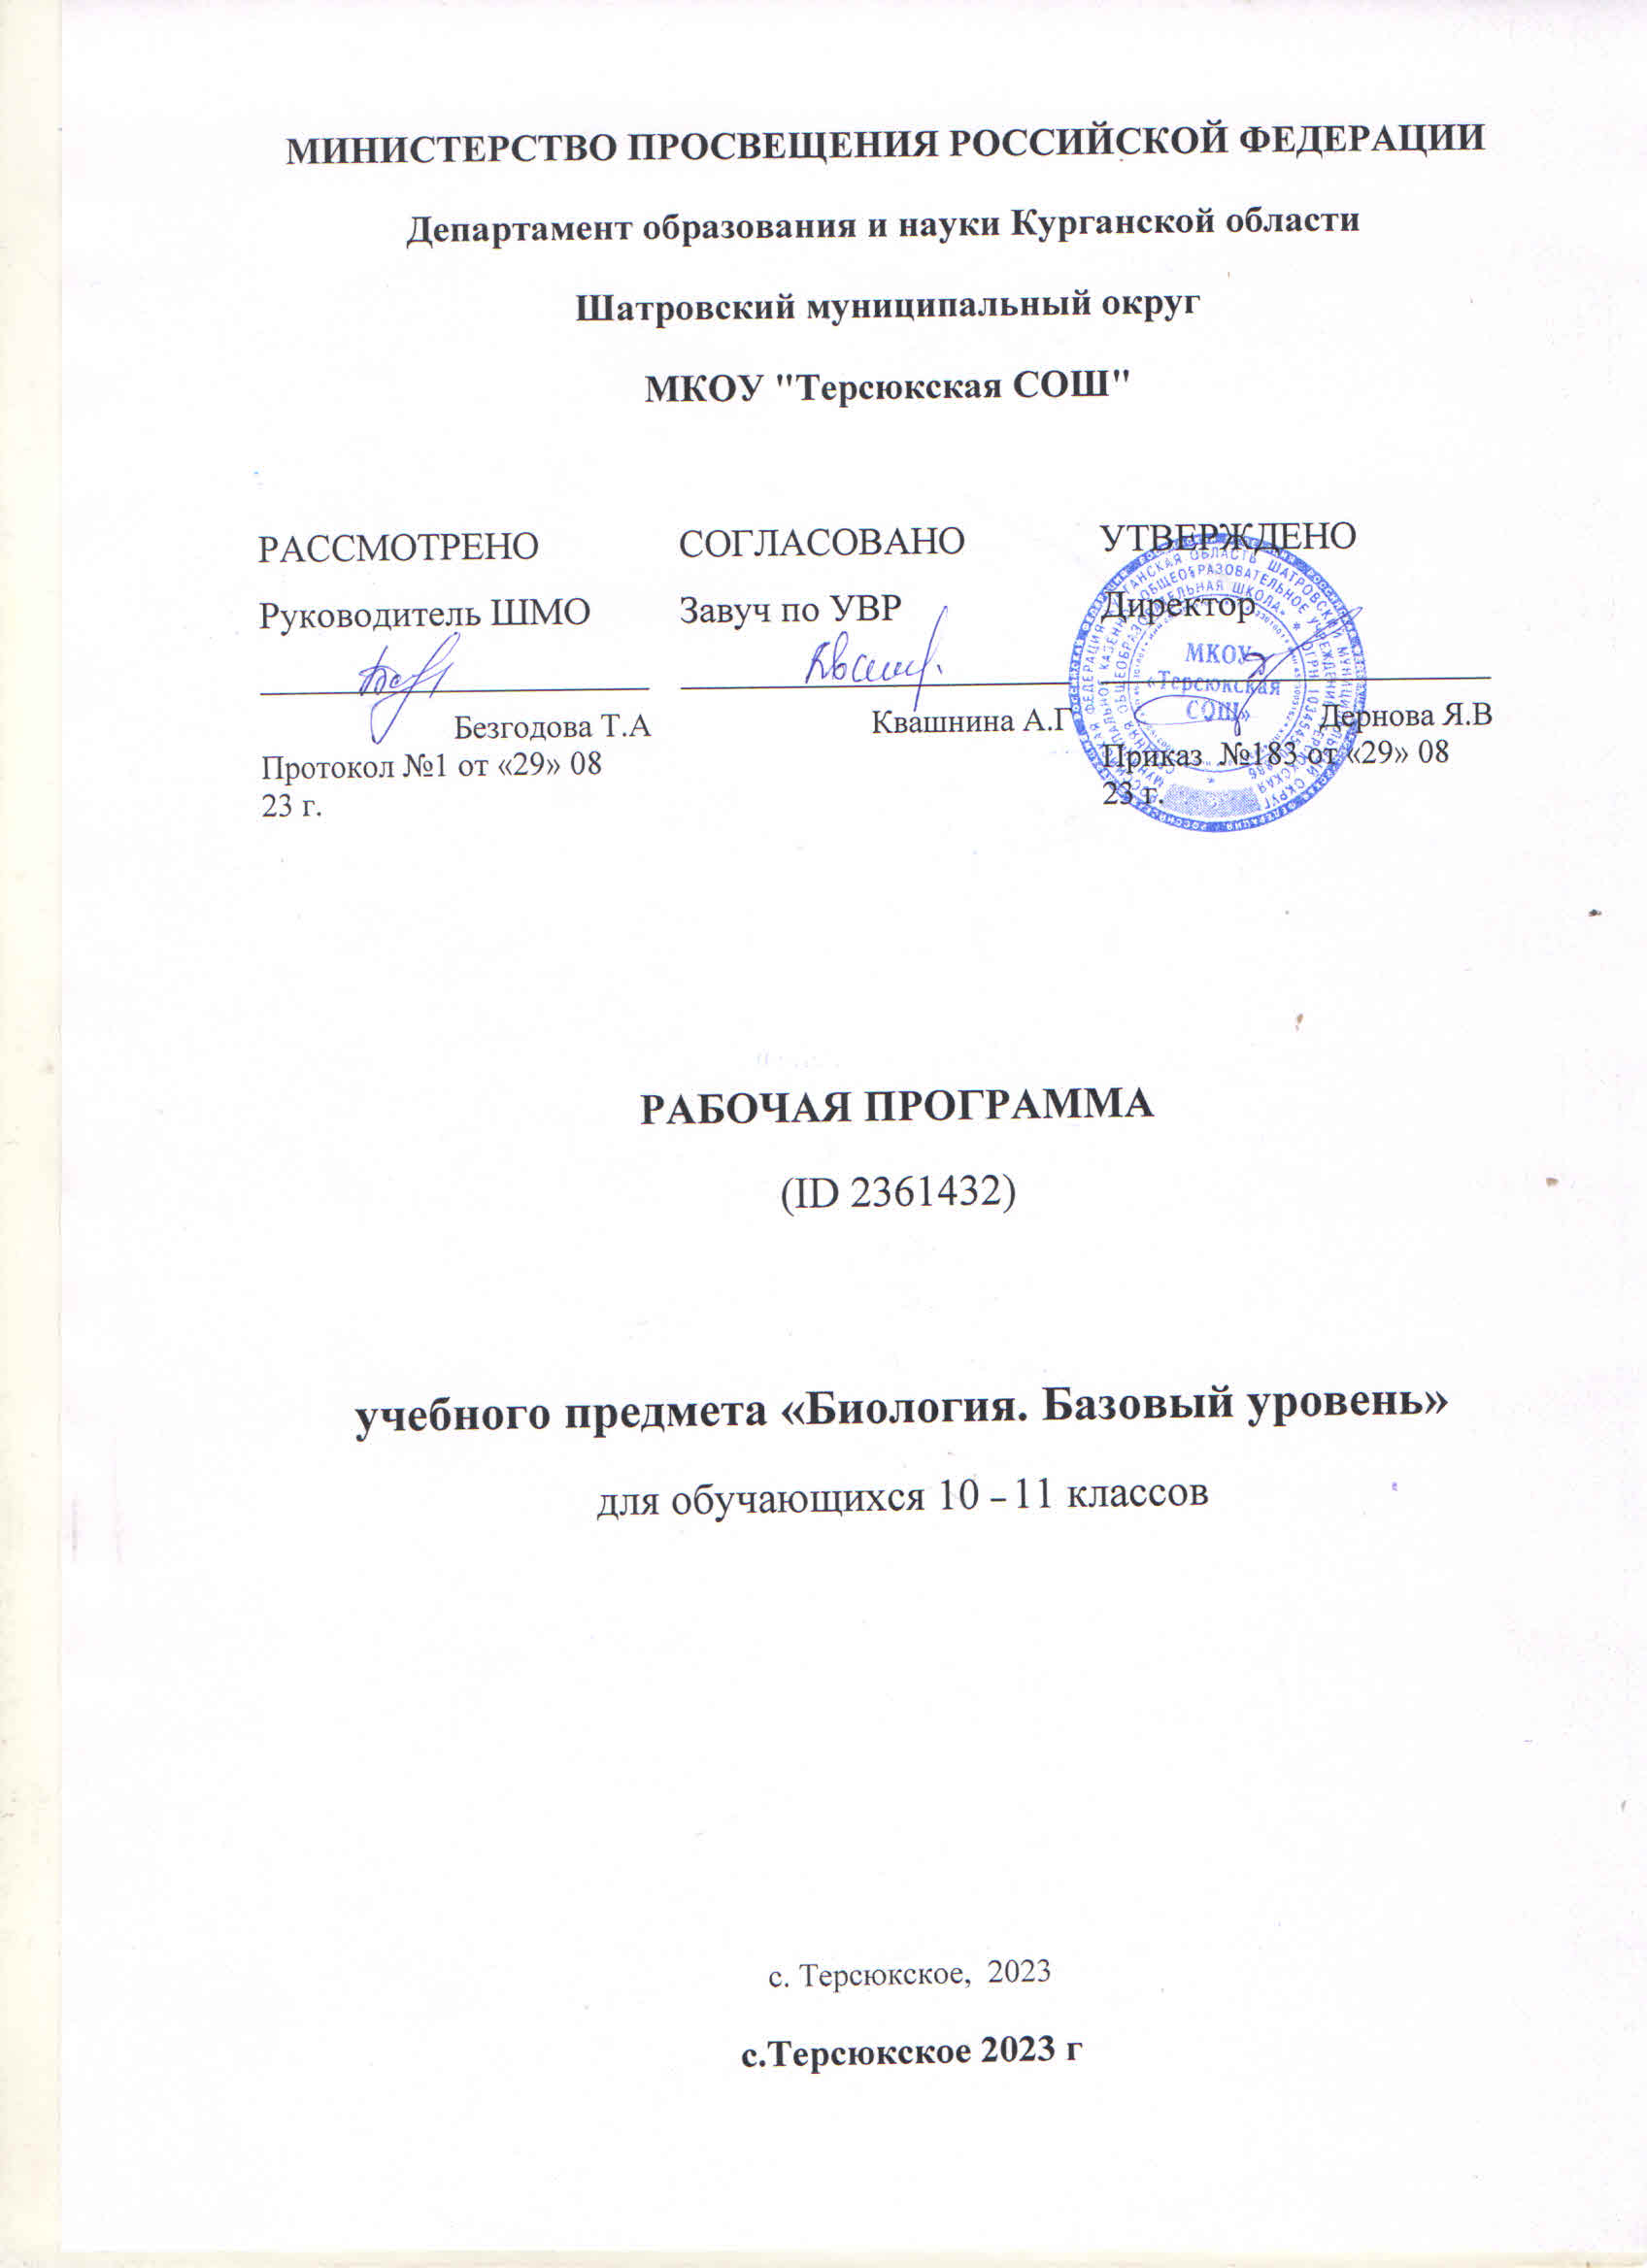 МИНИСТЕРСТВО ПРОСВЕЩЕНИЯ РОССИЙСКОЙ ФЕДЕРАЦИИ
Департамент образования и науки Курганской области
Шатровский муниципальный округ
МКОУ "Терсюкская СОШ"
РАССМОТРЕНО
Руководитель ШМО
Безгодова Т.А
Протокол №1 от «29» 08
23 г.
СОГЛАСОВАНО
Завуч по УВР
Квашнина А.Г
УТВЕРЖДЕНО
Директор
Дернова Я.В
Приказ №183 от «29» 08
23 г.
МКОУ
«Терсюкская
СОШ»
РАБОЧАЯ ПРОГРАММА
(ID 2361432)
учебного предмета «Биология. Базовый уровень»
для обучающихся 10 – 11 классов
с. Терсюкское, 2023
с.Терсюкское 2023 г